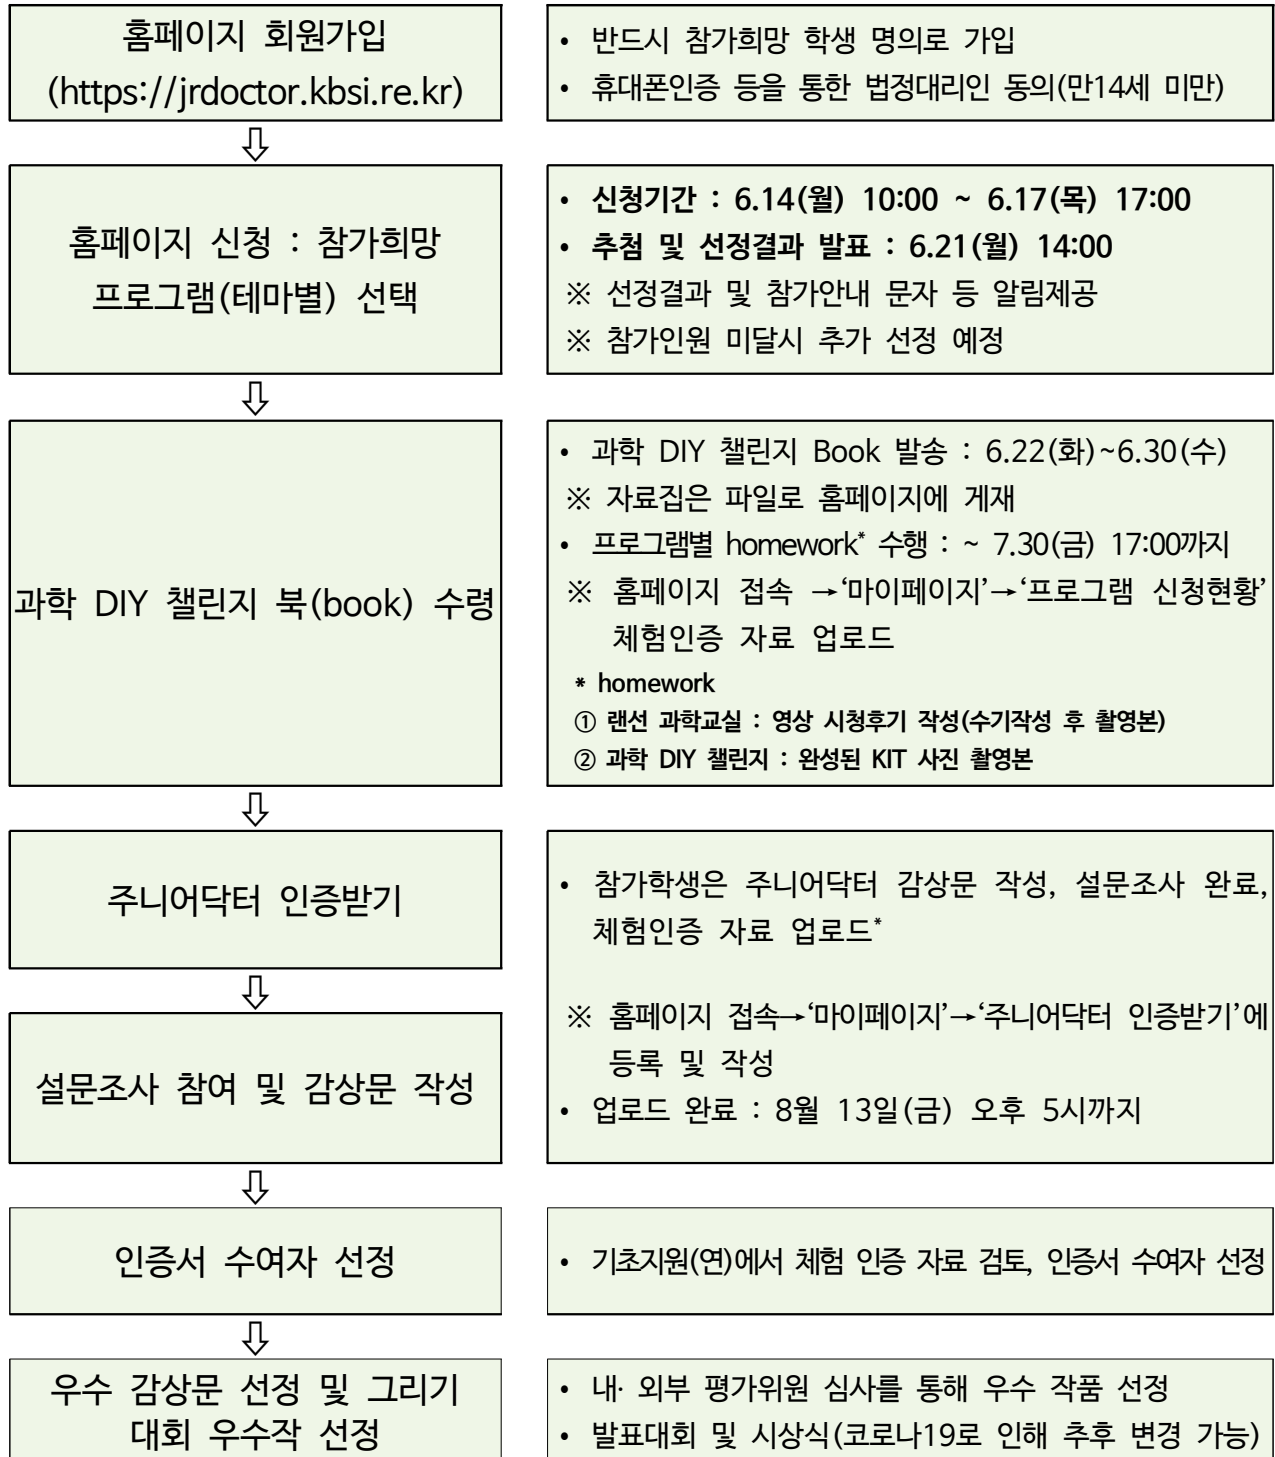 홈페이지 회원가입
(https://jrdoctor.kbsi.re.kr)
• 반드시 참가희망 학생 명의로 가입
• 휴대폰인증 등을 통한 법정대리인 동의(만14세 미만)
⇩
홈페이지 신청 : 참가희망
프로그램(테마별) 선택
• 신청기간 : 6.14(월) 10:00 ~ 6.17(목) 17:00
• 추첨 및 선정결과 발표 : 6.21(월) 14:00
※ 선정결과 및 참가안내 문자 등 알림제공
※ 참가인원 미달시 추가 선정 예정
⇩
과학 DIY 챌린지 북(book) 수령
• 과학 DIY 챌린지 Book 발송 : 6.22(화)~6.30(수)
※ 자료집은 파일로 홈페이지에 게재
• 프로그램별 homework* 수행 : ~ 7.30(금) 17:00까지
※ 홈페이지 접속 →‘마이페이지’→‘프로그램 신청현황’
체험인증 자료 업로드
* homework
① 랜선 과학교실 : 영상 시청후기 작성(수기작성 후 촬영본)
② 과학 DIY 챌린지 : 완성된 KIT 사진 촬영본
⇩
주니어닥터 인증받기
⇩
설문조사 참여 및 감상문 작성
• 참가학생은 주니어닥터 감상문 작성, 설문조사 완료,
체험인증 자료 업로드*
※ 홈페이지 접속→‘마이페이지’→‘주니어닥터 인증받기’에
등록 및 작성
• 업로드 완료 : 8월 13일(금) 오후 5시까지
⇩
인증서 수여자 선정
• 기초지원(연)에서 체험 인증 자료 검토, 인증서 수여자 선정
⇩
우수 감상문 선정 및 그리기
대회 우수작 선정
• 내· 외부 평가위원 심사를 통해 우수 작품 선정
• 발표대회 및 시상식(코로나19로 인해 추후 변경 가능)